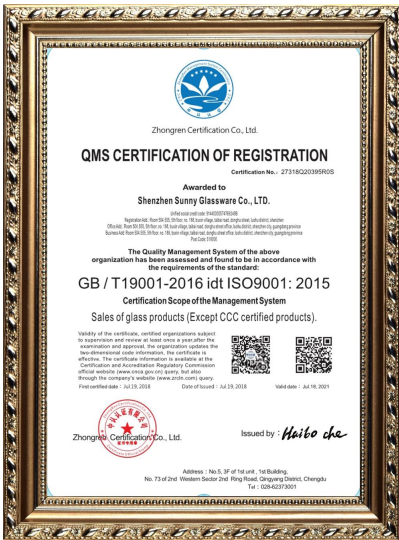 Zhongren Certification Co., Ltd.
QMS CERTIFICATION OF REGISTRATION
Certification No.: 27318Q20395R0S
Awarded to
Shenzhen Sunny Glassware Co., LTD.
The Quality Management System of the above
organization has been assessed and found to be in accordance with
the requirements of the standard:
GB / T19001-2016 idt ISO9001: 2015
Certification Scope of the Management System
Sales of glass products (Except CCC certified products).
Validity of the certificate, certified organizations subject
to supervision and review at least once a year, after the
examination and approval, the organization updates the
two-dimensional code information, the certificate is
effective. The certificate information is available at the
Certification and Accreditation Regulatory Commission
official website (www.cnca.gov.cn) query, but also
through the company's website (www.zrcln.com) query.
First certified date : Jul 19, 2018 Date of Issued : Jul.19, 2018 Valid date : Jul.18, 2021
Zhongren Certification Co., Ltd.
Issued by : Haibo che
Address : No.5, 3F of 1st unit , 1st Building,
No. 73 of 2nd Western Sector 2nd Ring Road, Qingyang District, Chengdu
Tel : 028-62373001